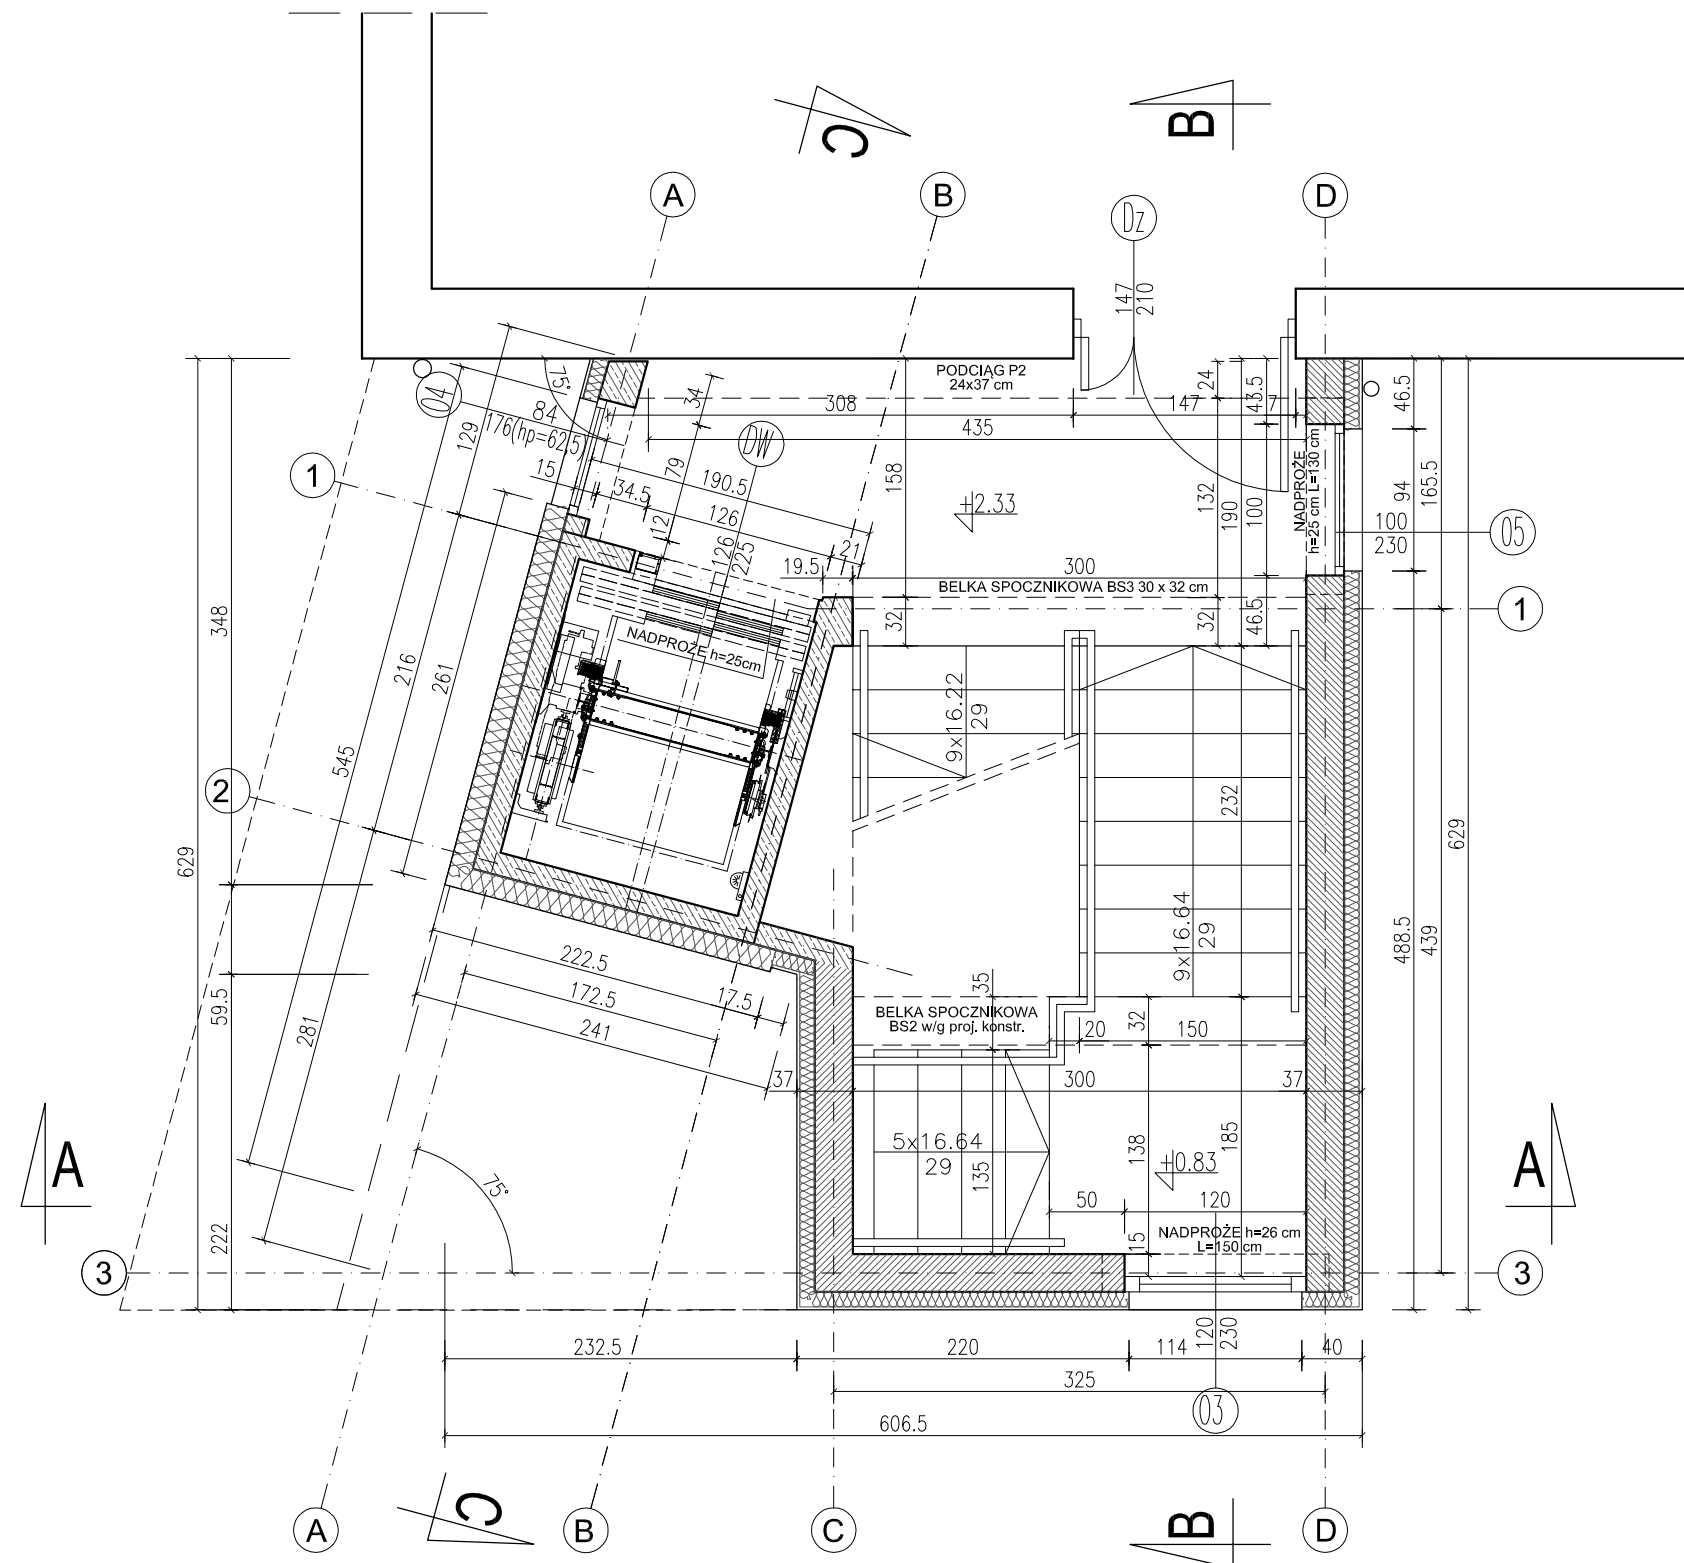 C
B
A
B
D
Dz
147
210
75°
04
84
176(hp=62,5)
129
15
34
79
DW
PODCIĄG P2
24x37 cm
308
147
7
435
24
43.5
46.5
1
190.5
34.5
126
12
126
225
21
19.5
158
+2.33
132
190
100
NADPROŻE
h=25 cm L=130 cm
94
165.5
100
230
05
300
BELKA SPOCZNIKOWA BS3 30 x 32 cm
32
32
46.5
1
348
216
261
NADPROŻE h=25cm
9x16.22
29
545
2
232
629
629
9x16.64
29
488.5
439
222.5
172.5
17.5
241
59.5
281
35
BELKA SPOCZNIKOWA
BS2 w/g proj. konstr.
32
20
150
37
300
37
5x16.64
29
135
138
185
+0.83
A
A
75°
50
120
222
15
NADPROŻE h=26 cm
L=150 cm
3
3
232.5
220
114
120
230
40
325
03
606.5
C
B
A
B
C
D